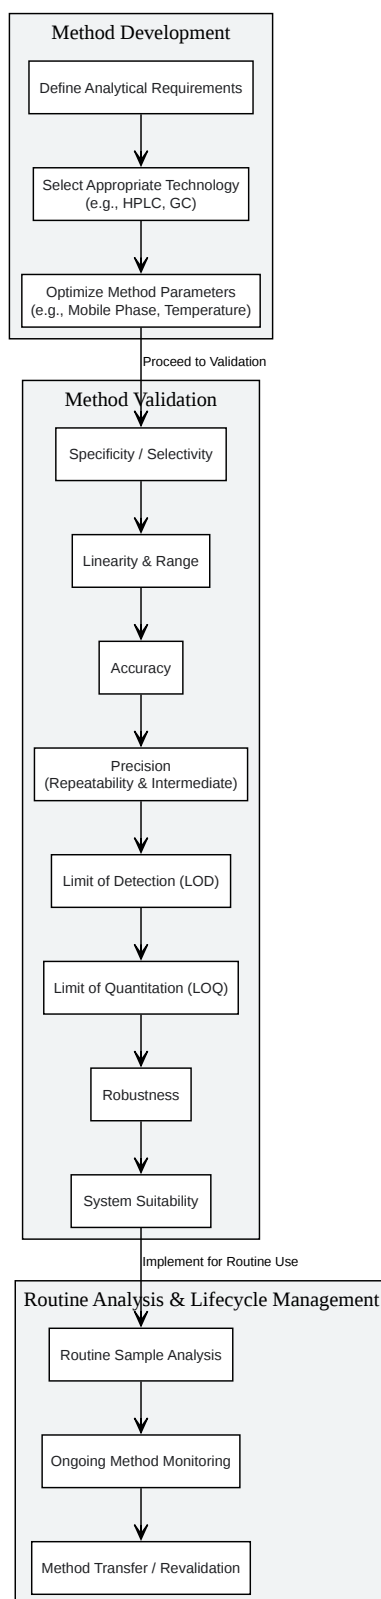 Method Development
Define Analytical Requirements
Select Appropriate Technology
(e.g., HPLC, GC)
Optimize Method Parameters
(e.g., Mobile Phase, Temperature)
Proceed to Validation
Method Validation
Specificity / Selectivity
Linearity & Range
Accuracy
Precision
(Repeatability & Intermediate)
Limit of Detection (LOD)
Limit of Quantitation (LOQ)
Robustness
System Suitability
Implement for Routine Use
Routine Analysis & Lifecycle Management
Routine Sample Analysis
Ongoing Method Monitoring
Method Transfer / Revalidation